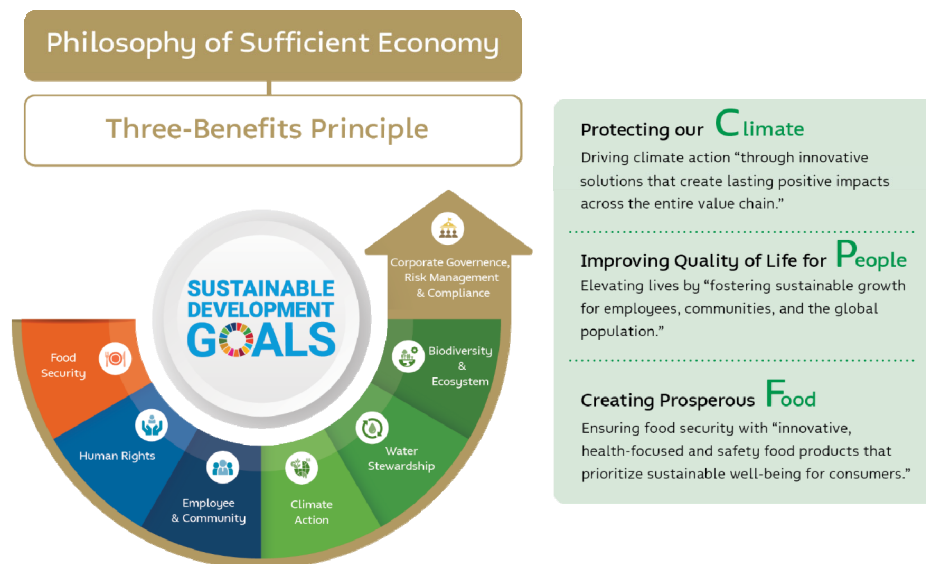 Philosophy of Sufficient Economy
Three-Benefits Principle
Corporate Governence,
Risk Management
& Compliance
SUSTAINABLE
DEVELOPMENT
GOALS
Food
Security
Human Rights
Employee
& Community
Climate
Action
Water
Stewardship
Biodiversity
&
Ecosystem
Protecting our Climate
Driving climate action “through innovative
solutions that create lasting positive impacts
across the entire value chain.”
Improving Quality of Life for People
Elevating lives by “fostering sustainable growth
for employees, communities, and the global
population.”
Creating Prosperous Food
Ensuring food security with “innovative,
health-focused and safety food products that
prioritize sustainable well-being for consumers.”